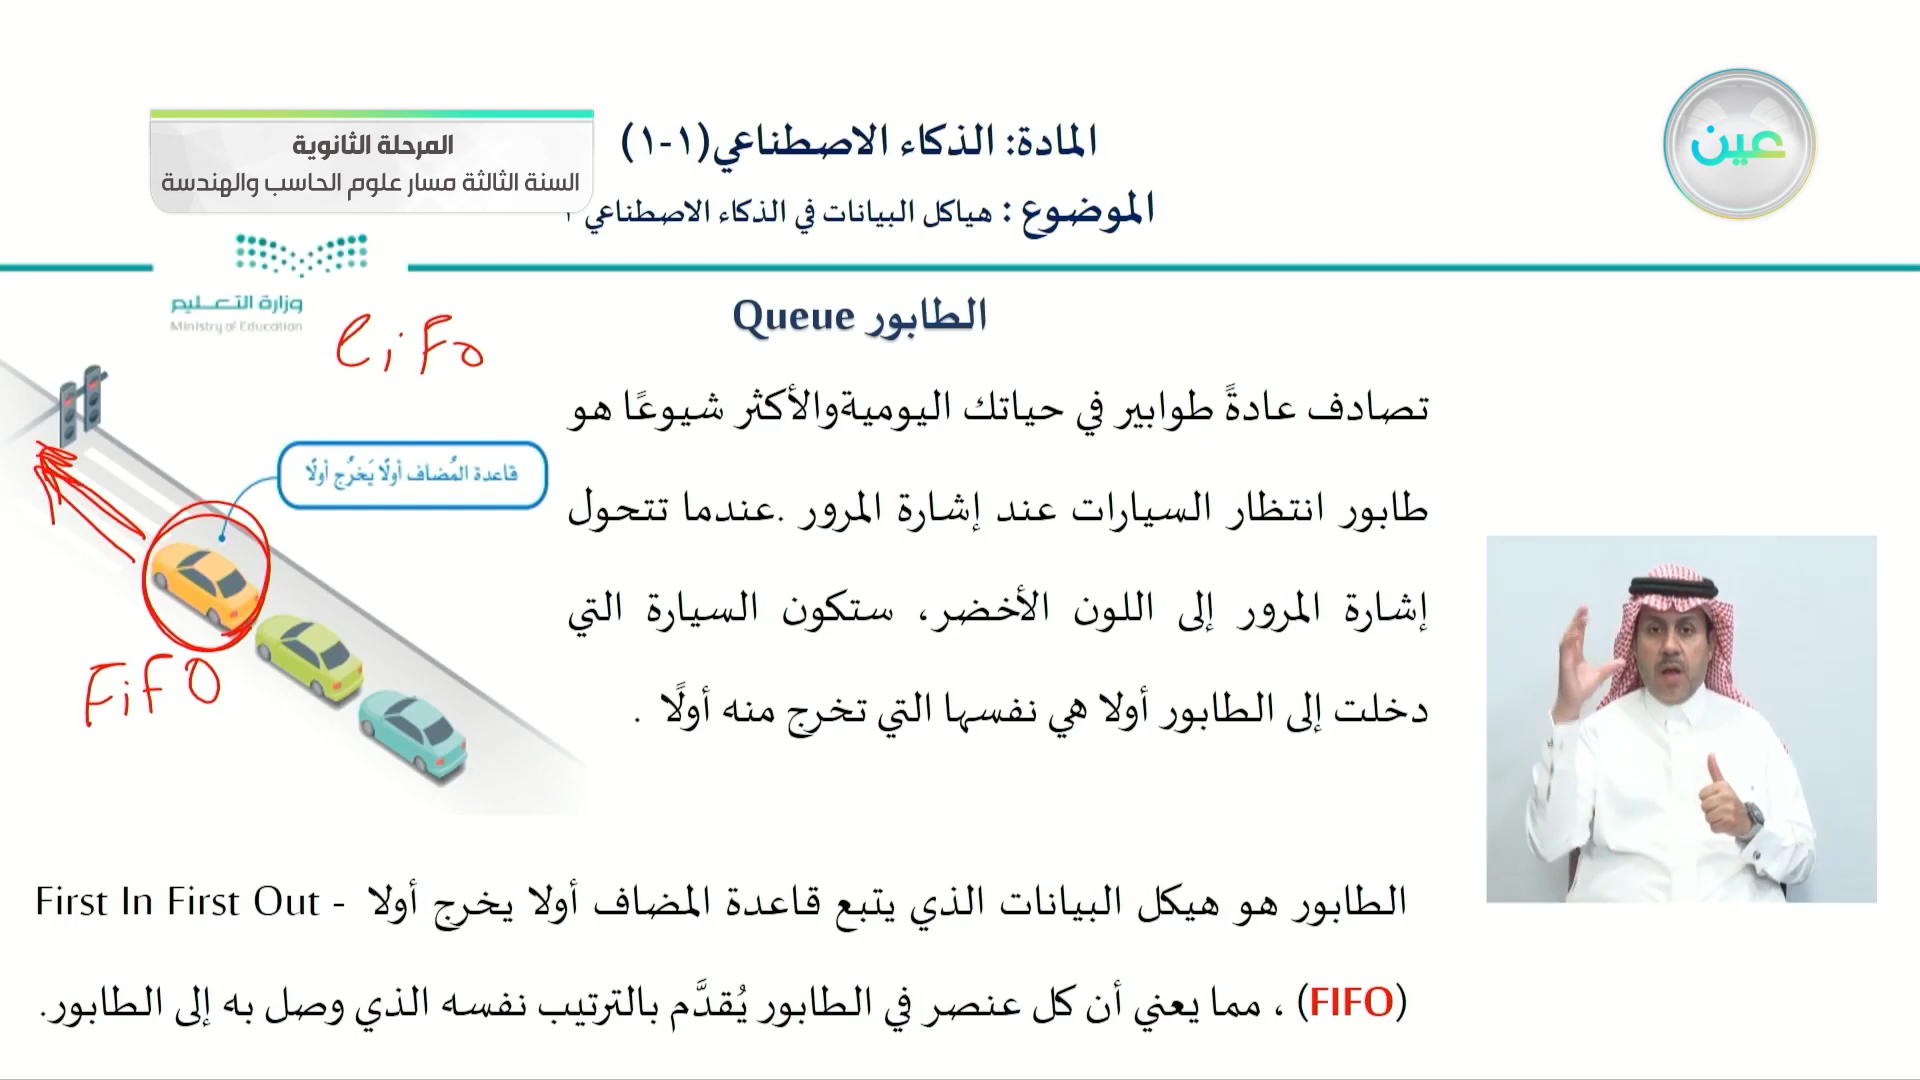 المرحلة الثانوية
السنة الثالثة مسار علوم الحاسب والهندسة
المادة: الذكاء الاصطناعي(١-١)
الموضوع : هياكل البيانات في الذكاء الاصطناعي
عين
وزارة التعليم
Ministry of Education
الطابور Queue
LiFo
قاعدة المُضاف أولًا يَخرُج أولًا
FiFO
تصادف عادةً طوابير في حياتك اليوميةوالأكثر شيوعًا هو
طابور انتظار السيارات عند إشارة المرور .عندما تتحول
إشارة المرور إلى اللون الأخضر، ستكون السيارة التي
دخلت إلى الطابور أولا هي نفسها التي تخرج منه أولًا .
الطابور هو هيكل البيانات الذي يتبع قاعدة المضاف أولا يخرج أولا - First In First Out
(FIFO) ، مما يعني أن كل عنصر في الطابور يُقدَّم بالترتيب نفسه الذي وصل به إلى الطابور.